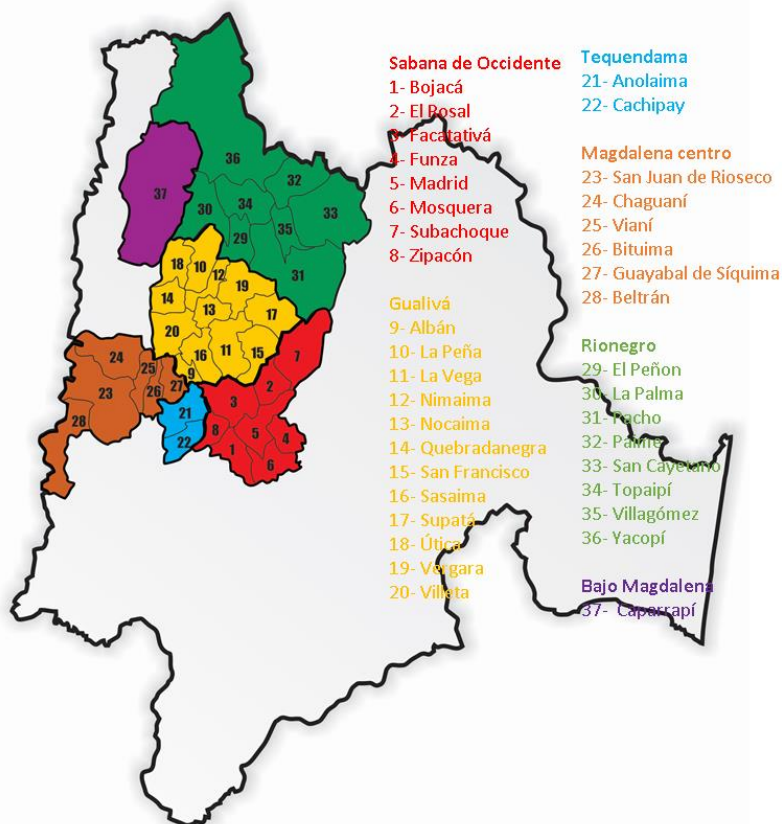 Sabana de Occidente
1- Bojacá
2- El Rosal
3- Facatativá
4- Funza
5- Madrid
6- Mosquera
7- Subachoque
8- Zipacón
Gualivá
9- Albán
10- La Peña
11- La Vega
12- Nimaima
13- Nocaima
14- Quebradanegra
15- San Francisco
16- Sasaima
17- Supatá
18- Útica
19- Vergara
20- Villeta
Tequendama
21- Anolaima
22- Cachipay
Magdalena centro
23- San Juan de Rioseco
24- Chaguaní
25- Vianí
26- Bituima
27- Guayabal de Síquima
28- Beltrán
Rionegro
29- El Peñon
30- La Palma
31- Pacho
32- Paime
33- San Cayetano
34- Topaipí
35- Villagómez
36- Yacopí
Bajo Magdalena
37- Caparrapí
36
32
37
30
34
33
29
35
31
18
10
12
19
14
13
17
20
16
11
15
9
7
24
25
23
26
27
2
21
3
28
22
8
5
4
1
6